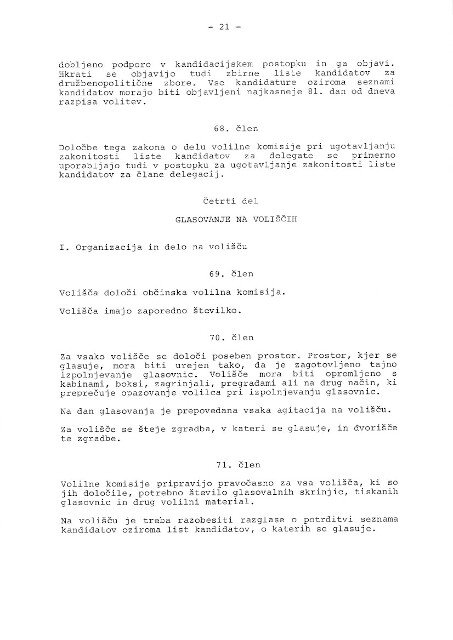 - 21 -
dobljeno podporo v kandidacijskem postopku in ga objavi.
Hkrati se objavijo tudi zbirne liste kandidatov za
družbenopolitične zbore. Vse kandidature oziroma seznami
kandidatov morajo biti objavljeni najkasneje 81. dan od dneva
razpisa volitev.
68. člen
Določbe tega zakona o delu volilne komisije pri ugotavljanju
zakonitosti liste kandidatov za delegate se primerno
uporabljajo tudi v postopku za ugotavljanje zakonitosti liste
kandidatov za člane delegacij.
Četrti del
GLASOVANJE NA VOLIŠČIH
I. Organizacija in delo na volišču
69. člen
Volišča določi občinska volilna komisija.
Volišča imajo zaporedno številko.
70. člen
Za vsako volišče se določi poseben prostor. Prostor, kjer se
glasuje, mora biti urejen tako, da je zagotovljeno tajno
izpolnjevanje glasovnic. Volišče mora biti opremljeno s
kabinami, boksi, zagrinjali, pregradami ali na drug način, ki
preprečuje opazovanje volilca pri izpolnjevanju glasovnic.
Na dan glasovanja je prepovedana vsaka agitacija na volišču.
Za volišče se šteje zgradba, v kateri se glasuje, in dvorišče
te zgradbe.
71. člen
Volilne komisije pripravijo pravočasno za vsa volišča, ki so
jih določile, potrebno število glasovalnih skrinjic, tiskanih
glasovnic in drug volilni material.
Na volišču je treba razobesiti razglase o potrditvi seznama
kandidatov oziroma list kandidatov, o katerih se glasuje.